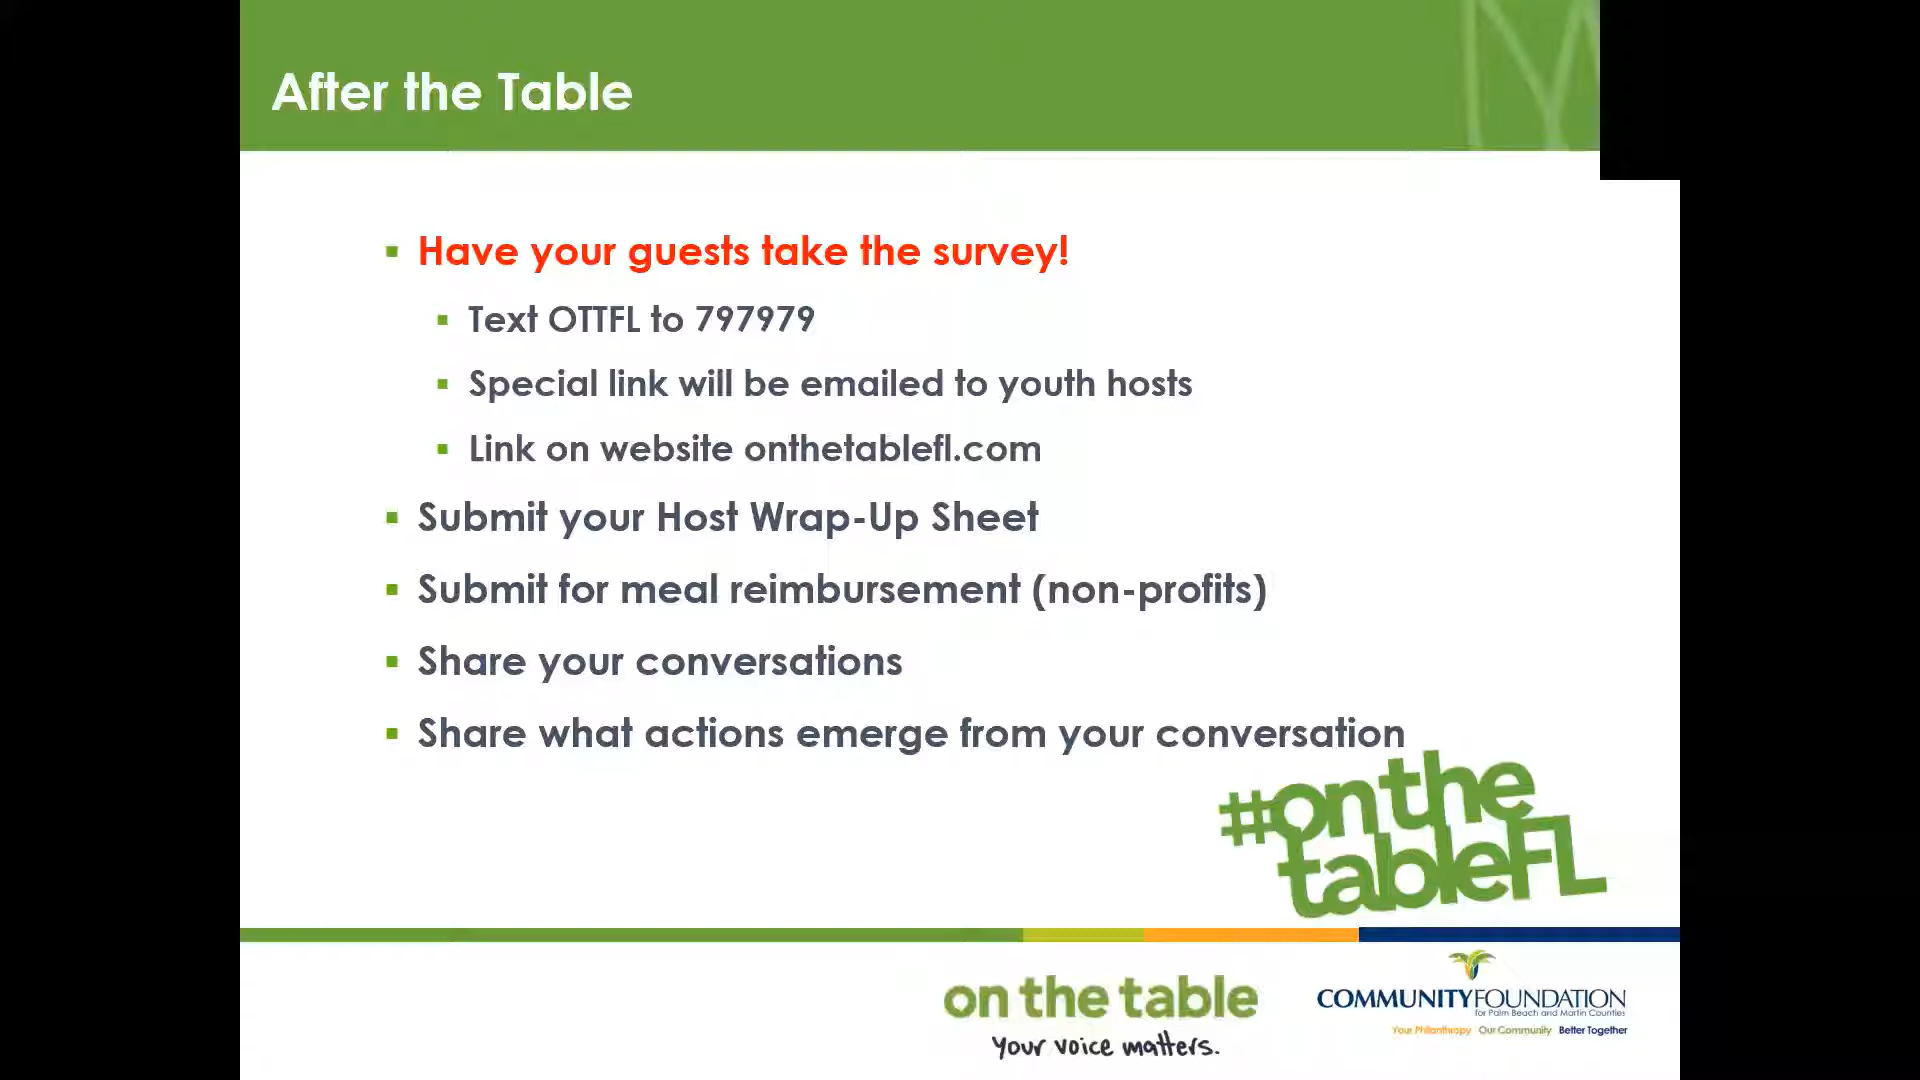 After the Table
Have your guests take the survey!
Text OTTFL to 797979
Special link will be emailed to youth hosts
Link on website onthetablefl.com
Submit your Host Wrap-Up Sheet
Submit for meal reimbursement (non-profits)
Share your conversations
Share what actions emerge from your conversation
#onthe
tableFL
on the table
Your voice matters.
COMMUNITYFOUNDATION
for Palm Beach and Martin Counties
Your Philanthropy Our Community Better Together